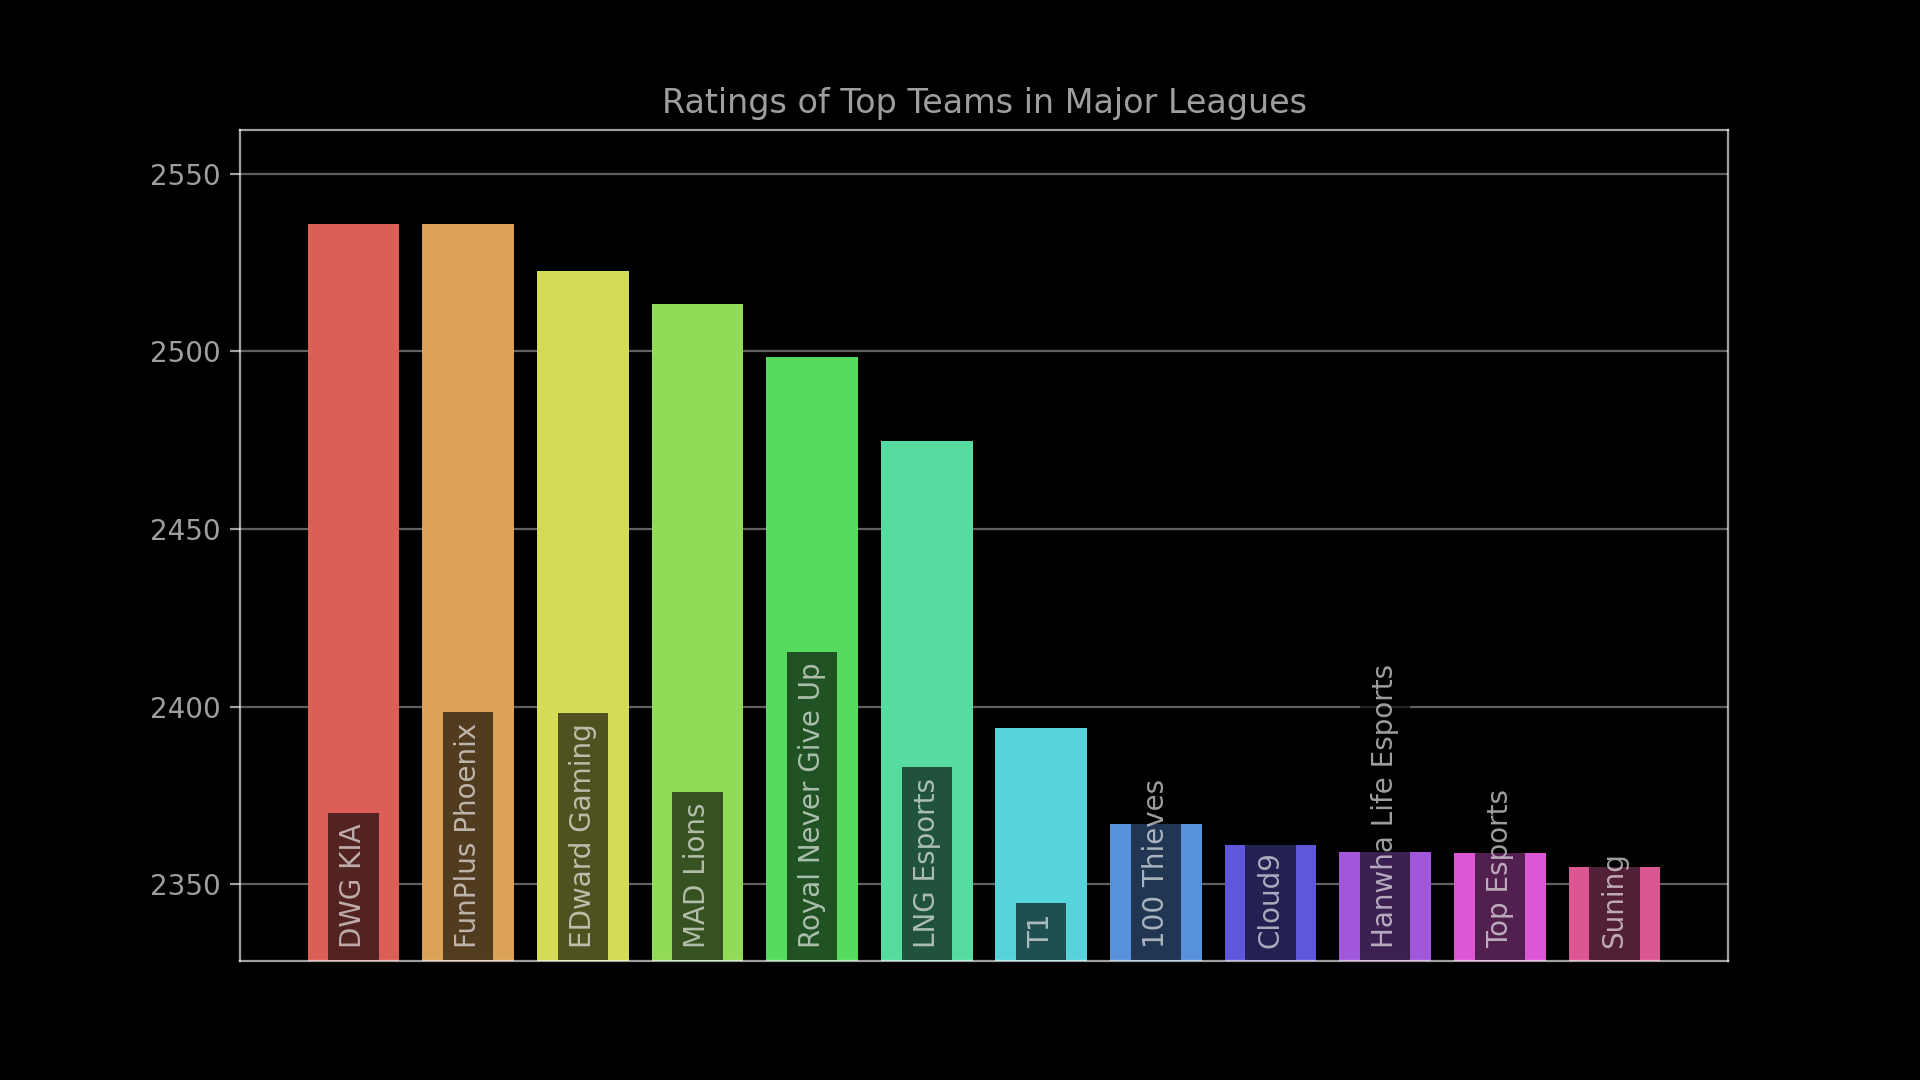 Ratings of Top Teams in Major Leagues
2550
2500
2450
2400
2350
DWG KIA
FunPlus Phoenix
EDward Gaming
MAD Lions
Royal Never Give Up
LNG Esports
T1
100 Thieves
Cloud9
Hanwha Life Esports
Top Esports
Suning